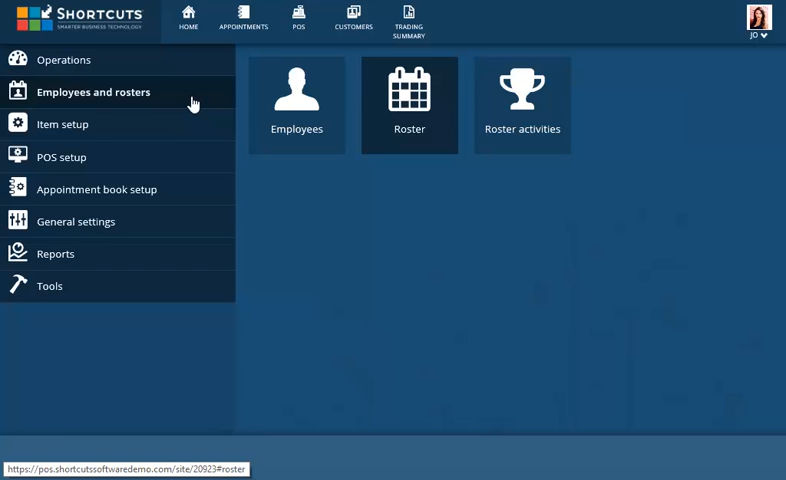 SHORTCUTS
SMARTER BUSINESS TECHNOLOGY
HOME
APPOINTMENTS
POS
CUSTOMERS
TRADING
SUMMARY
JO
Operations
Employees and rosters
Item setup
POS setup
Appointment book setup
General settings
Reports
Tools
Employees
Roster
Roster activities
https://pos.shortcutssoftwaredemo.com/site/20923#roster